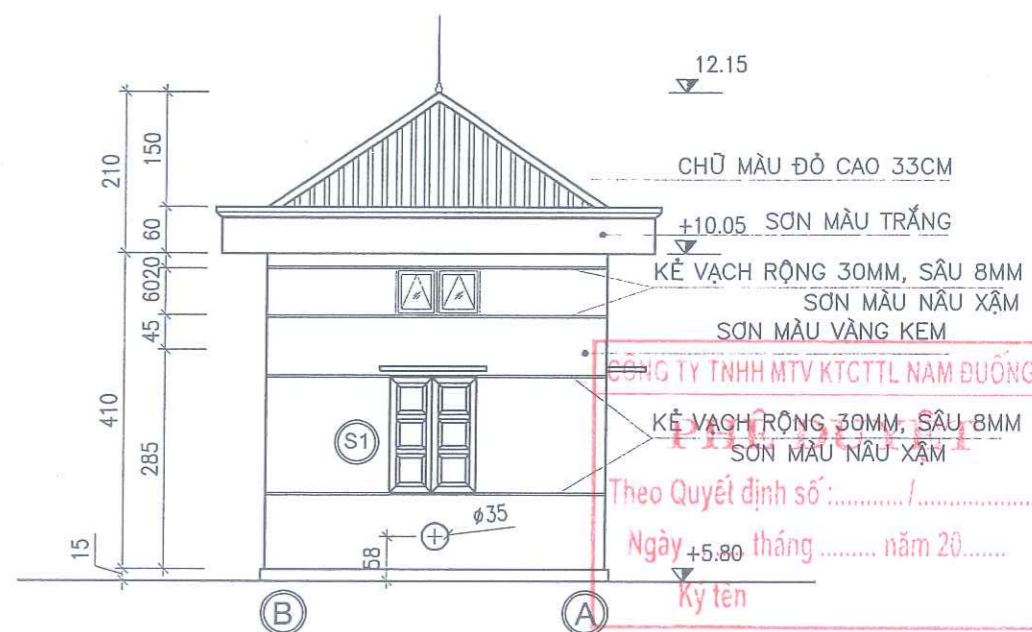 12.15
CHỮ MÀU ĐỎ CAO 33CM
+10.05 SƠN MÀU TRẮNG
KẺ VẠCH RỘNG 30MM, SÂU 8MM
SƠN MÀU NÂU XẬM
SƠN MÀU VÀNG KEM
CÔNG TY TNHH MTV KTCTTL NAM ĐUỐNG
KẺ VẠCH RỘNG 30MM, SÂU 8MM
PHÊ DUYỆT
SƠN MÀU NÂU XẬM
Theo Quyết định số :.......... /.................
Ngày ........ tháng ......... năm 20.......
+5.80
Ký tên
210
150
60
20
60
45
410
285
15
S1
ø35
58
B
A